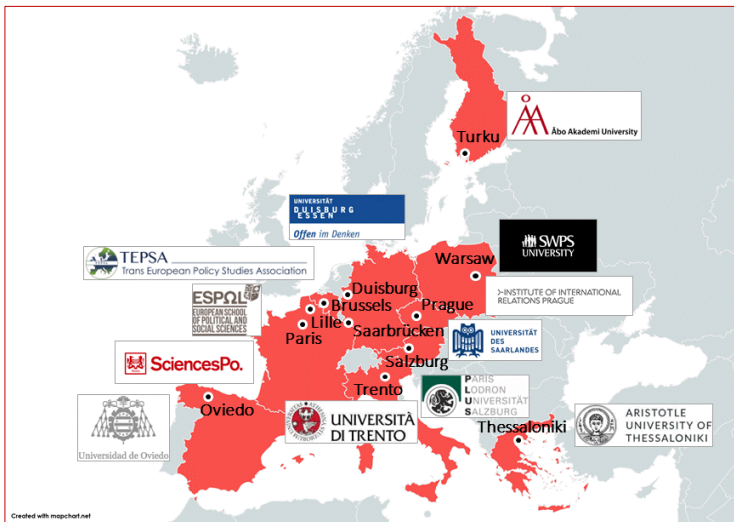 Turku
Åbo Akademi University
UNIVERSITÄT
DUISBURG
ESSEN
Offen im Denken
SWPS
UNIVERSITY
TEPSA
Trans European Policy Studies Association
Warsaw
INSTITUTE OF INTERNATIONAL
RELATIONS PRAGUE
ESPOL
EUROPEAN SCHOOL
OF POLITICAL AND
SOCIAL SCIENCES
Duisburg
Brussels
Prague
Lille
Paris
Saarbrücken
UNIVERSITÄT
DES
SAARLANDES
SciencesPo.
Salzburg
Trento
PARIS
LODRON
UNIVERSITÄT
SALZBURG
Oviedo
Universidad de Oviedo
UNIVERSITÀ
DI TRENTO
Thessaloniki
ARISTOTLE
UNIVERSITY OF
THESSALONIKI
Created with mapchart.net